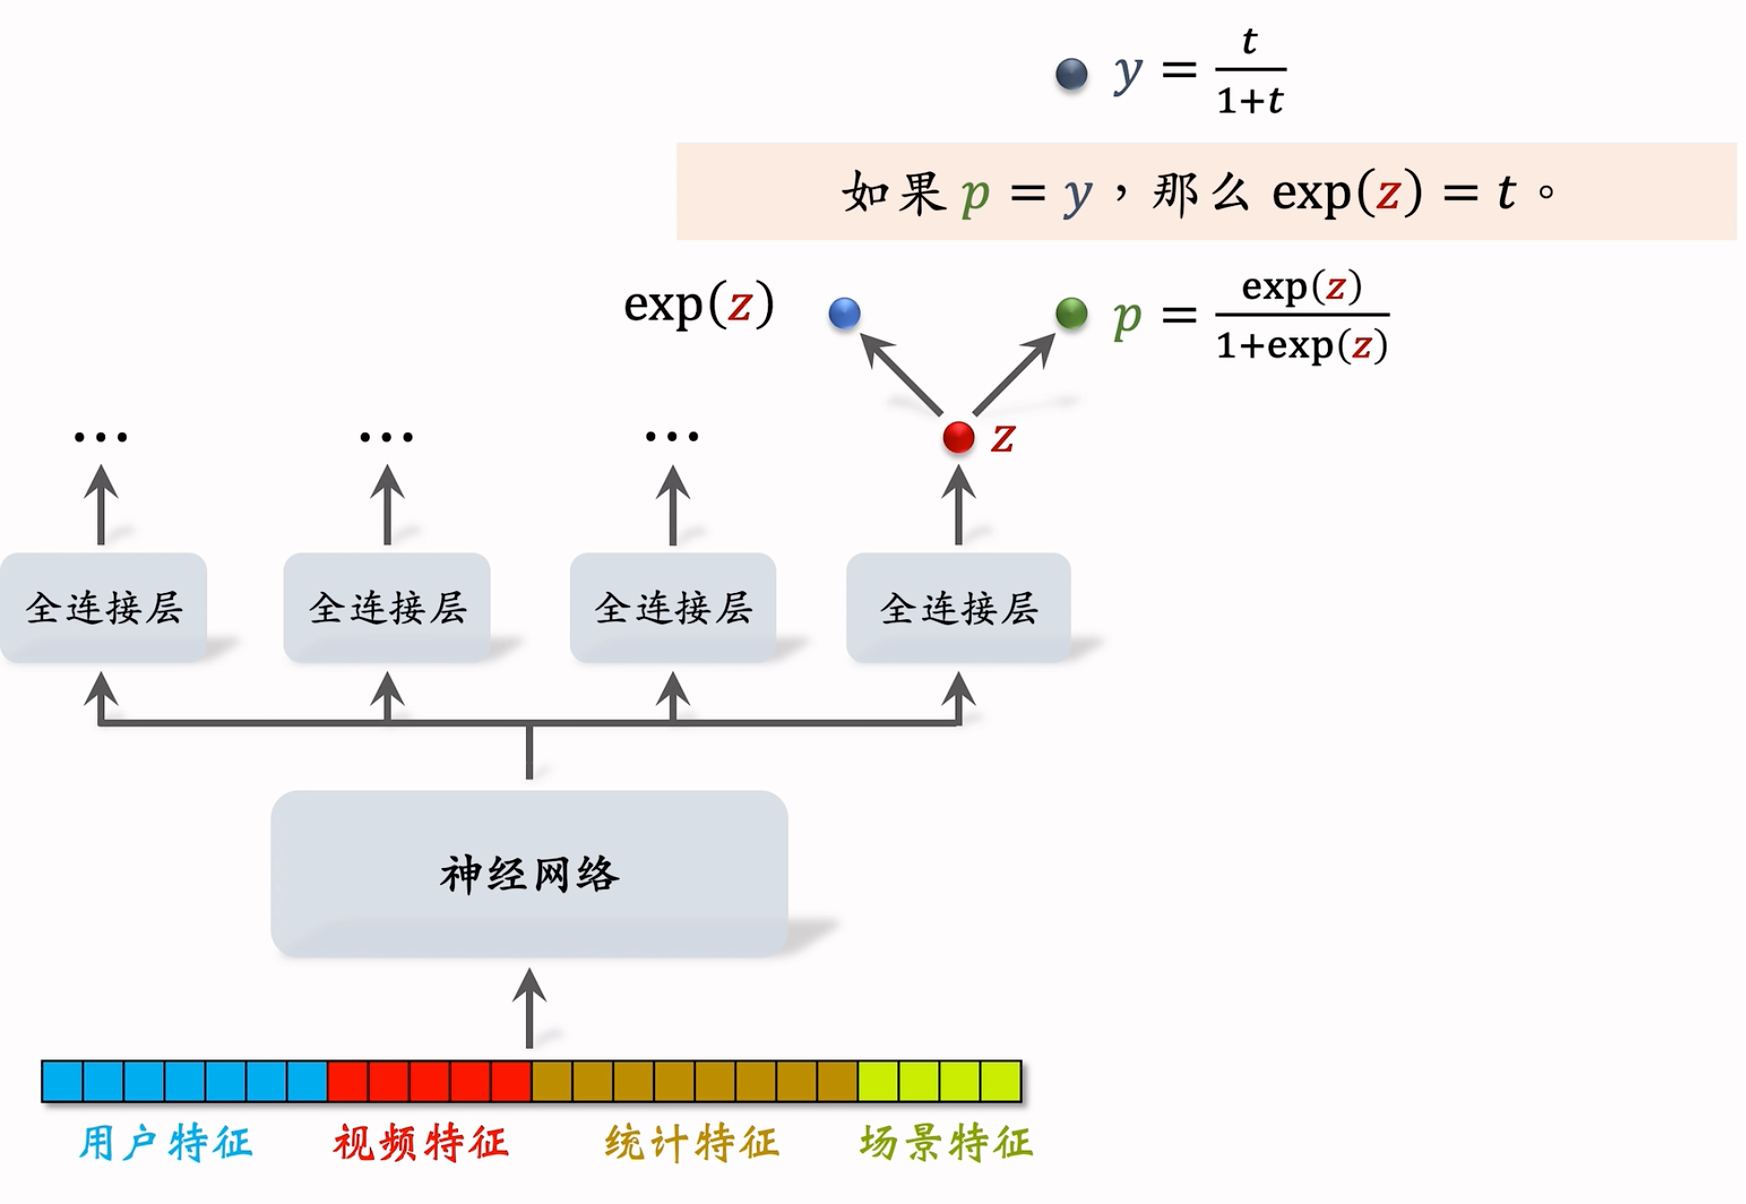 y = t/(1+t)
如果 p = y，那么 exp(z) = t。
exp(z)
p = exp(z)/(1+exp(z))
... ... ... z
全连接层 全连接层 全连接层 全连接层
神经网络
用户特征 视频特征 统计特征 场景特征